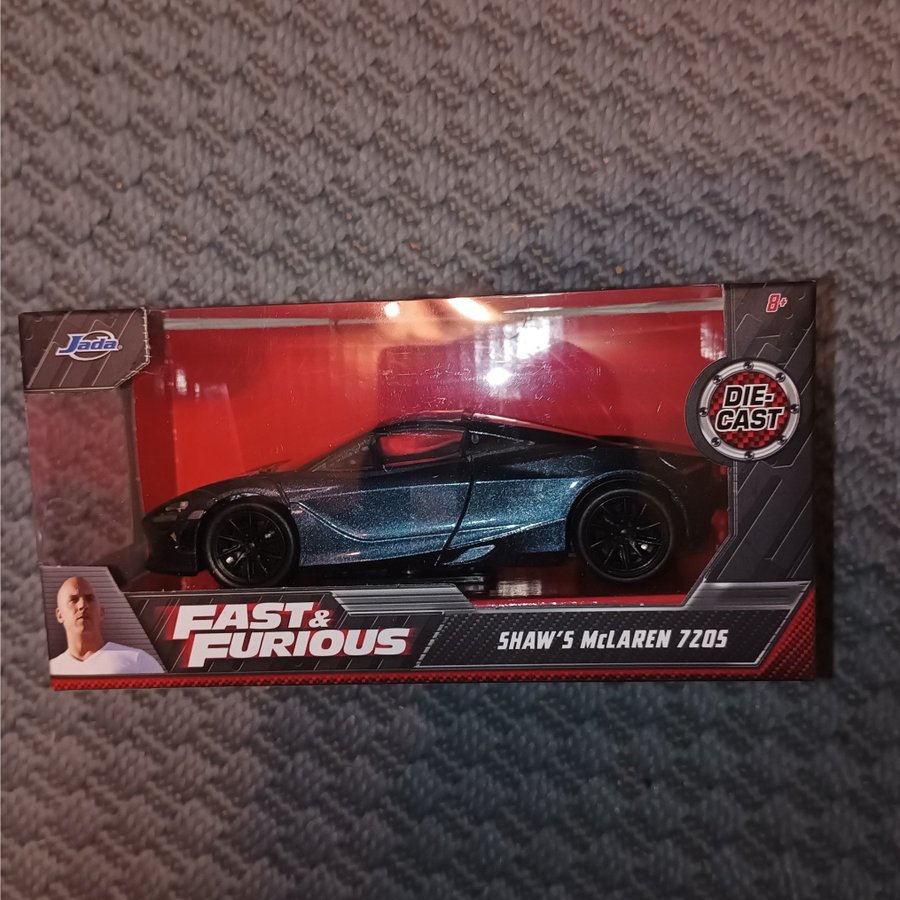 Jada
8+
DIE-
CAST
FAST &
FURIOUS
SHAW'S McLAREN 720S